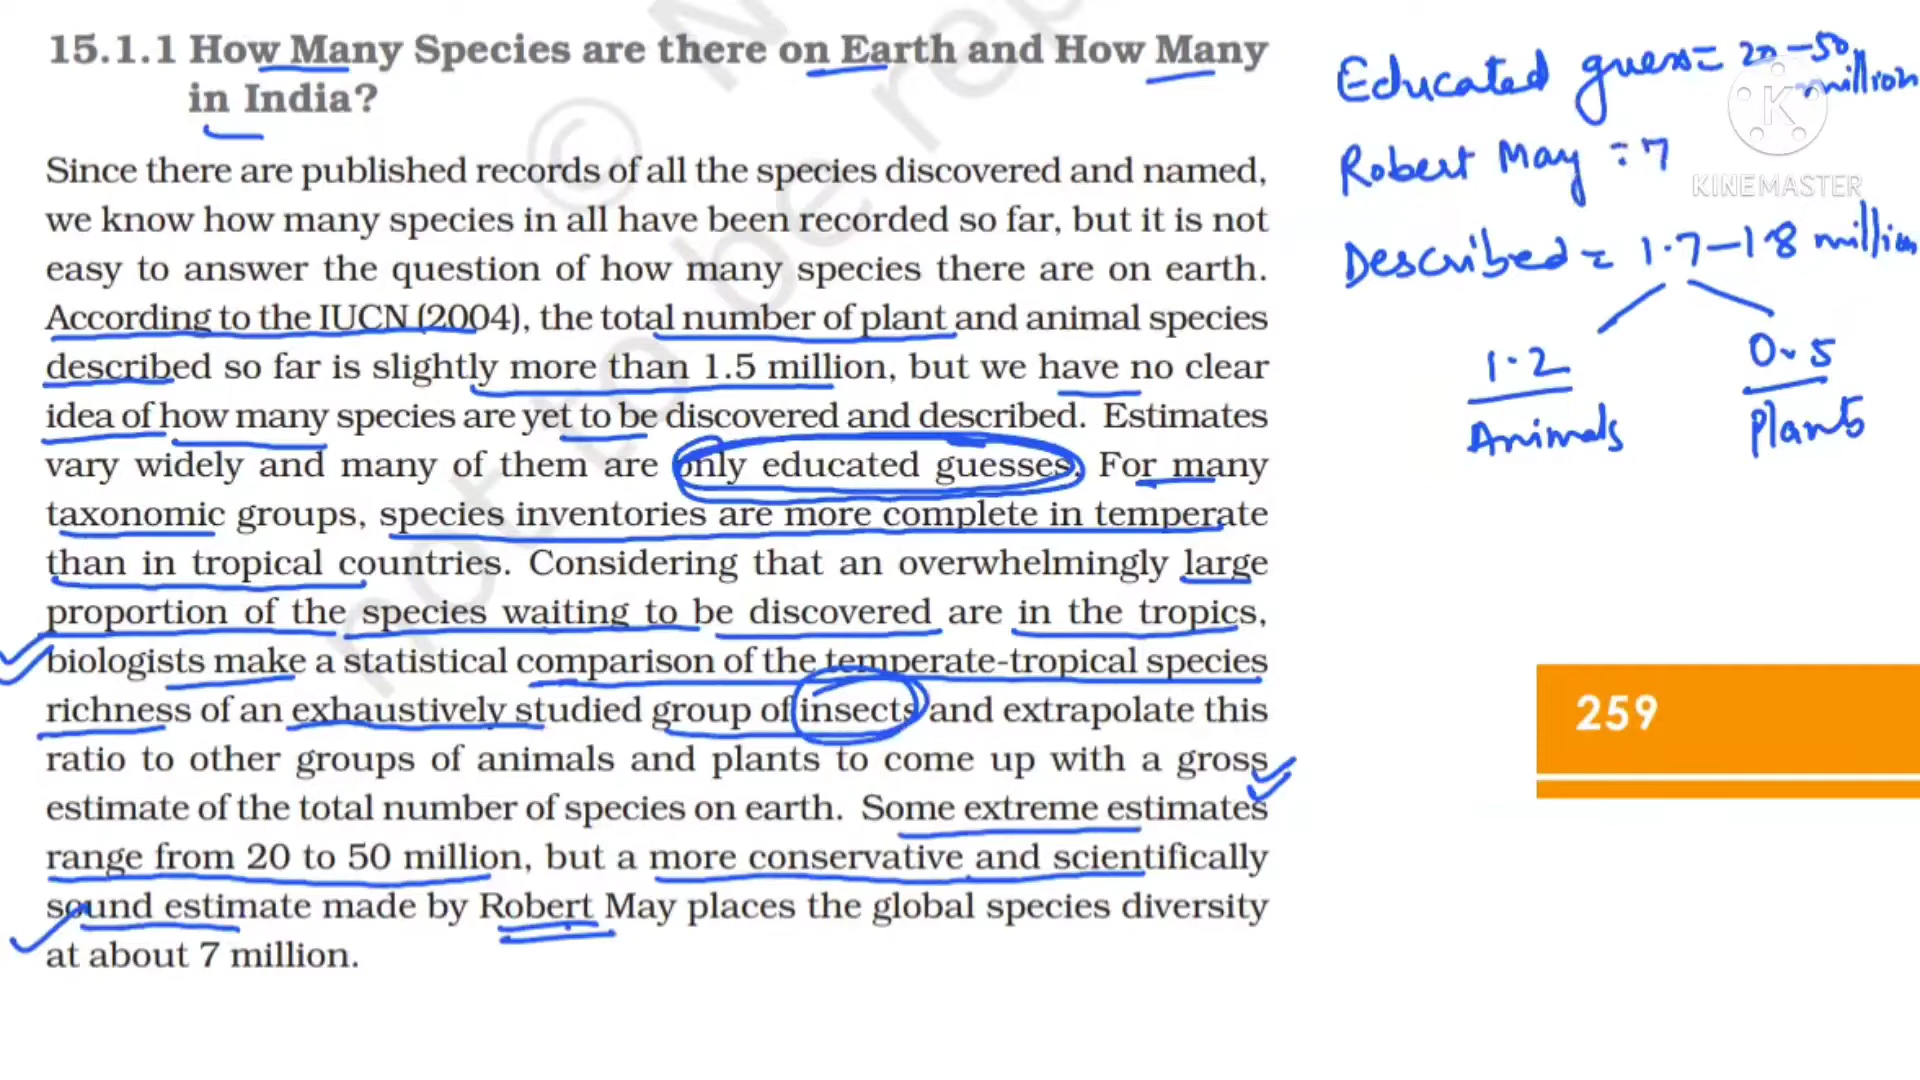 15.1.1 How Many Species are there on Earth and How Many
in India?
Since there are published records of all the species discovered and named,
we know how many species in all have been recorded so far, but it is not
easy to answer the question of how many species there are on earth.
According to the IUCN (2004), the total number of plant and animal species
described so far is slightly more than 1.5 million, but we have no clear
idea of how many species are yet to be discovered and described. Estimates
vary widely and many of them are only educated guesses. For many
taxonomic groups, species inventories are more complete in temperate
than in tropical countries. Considering that an overwhelmingly large
proportion of the species waiting to be discovered are in the tropics,
biologists make a statistical comparison of the temperate-tropical species
richness of an exhaustively studied group of insects and extrapolate this
ratio to other groups of animals and plants to come up with a gross
estimate of the total number of species on earth. Some extreme estimates
range from 20 to 50 million, but a more conservative and scientifically
sound estimate made by Robert May places the global species diversity
at about 7 million.
Educated guess = 20-50
million
Robert May = 7
KINEMASTER
Described = 1.7-1.8 million
1.2
Animals
0.5
Plants
259
© N
not to be rep